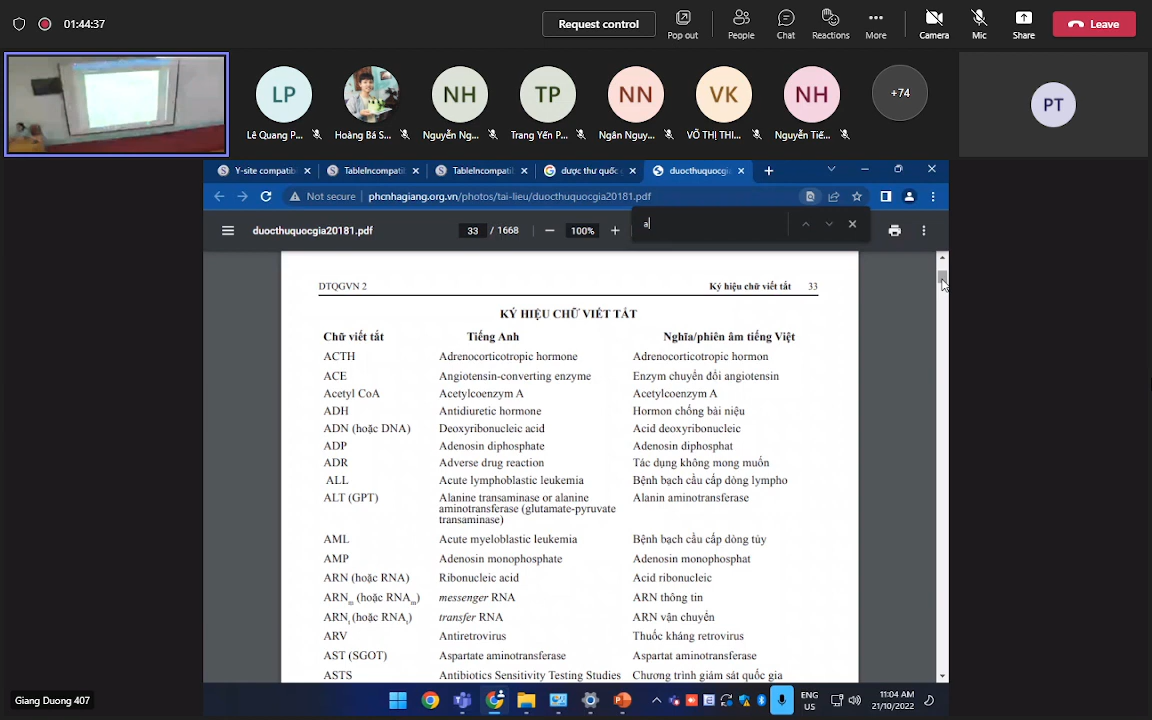 01:44:37
Request control
Pop out
People
Chat
Reactions
More
Camera
Mic
Share
Leave
LP
NH
TP
NN
VK
NH
+74
PT
Lê Quang P...
Hoàng Bá S...
Nguyễn Ng...
Trang Yến P...
Ngân Nguy...
VÕ THỊ THI...
Nguyễn Tiế...
Y-site compatib
TableIncompati
TableIncompati
dược thư quốc g
duocthuquocgi
Not secure
phcnhagiang.org.vn/photos/tai-lieu/duocthuquocgia20181.pdf
duocthuquocgia20181.pdf
33 / 1668
100%
a
DTQGVN 2 Ký hiệu chữ viết tắt 33
KÝ HIỆU CHỮ VIẾT TẮT
Chữ viết tắt Tiếng Anh Nghĩa/phiên âm tiếng Việt
ACTH Adrenocorticotropic hormone Adrenocorticotropic hormon
ACE Angiotensin-converting enzyme Enzym chuyển đổi angiotensin
Acetyl CoA Acetylcoenzym A Acetylcoenzym A
ADH Antidiuretic hormone Hormon chống bài niệu
ADN (hoặc DNA) Deoxyribonucleic acid Acid deoxyribonucleic
ADP Adenosin diphosphate Adenosin diphosphat
ADR Adverse drug reaction Tác dụng không mong muốn
ALL Acute lymphoblastic leukemia Bệnh bạch cầu cấp dòng lympho
ALT (GPT) Alanine transaminase or alanine Alanin aminotransferase
aminotransferase (glutamate-pyruvate
transaminase)
AML Acute myeloblastic leukemia Bệnh bạch cầu cấp dòng tủy
AMP Adenosin monophosphate Adenosin monophosphat
ARN (hoặc RNA) Ribonucleic acid Acid ribonucleic
ARNm (hoặc RNAm) messenger RNA ARN thông tin
ARNt (hoặc RNAt) transfer RNA ARN vận chuyển
ARV Antiretrovirus Thuốc kháng retrovirus
AST (SGOT) Aspartate aminotransferase Aspartat aminotransferase
ASTS Antibiotics Sensitivity Testing Studies Chương trình giám sát quốc gia
Giang Duong 407
ENG
US
11:04 AM
21/10/2022